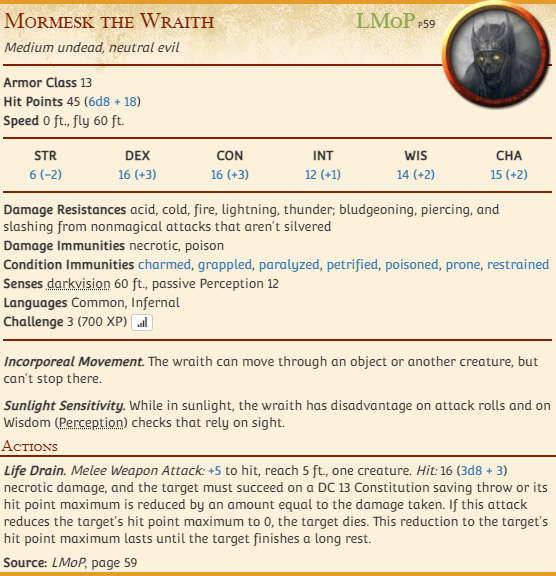 Mormesk the Wraith LMoP p59
Medium undead, neutral evil
Armor Class 13
Hit Points 45 (6d8 + 18)
Speed 0 ft., fly 60 ft.
STR DEX CON INT WIS CHA
6 (−2) 16 (+3) 16 (+3) 12 (+1) 14 (+2) 15 (+2)
Damage Resistances acid, cold, fire, lightning, thunder; bludgeoning, piercing, and
slashing from nonmagical attacks that aren't silvered
Damage Immunities necrotic, poison
Condition Immunities charmed, grappled, paralyzed, petrified, poisoned, prone, restrained
Senses darkvision 60 ft., passive Perception 12
Languages Common, Infernal
Challenge 3 (700 XP)
Incorporeal Movement. The wraith can move through an object or another creature, but
can't stop there.
Sunlight Sensitivity. While in sunlight, the wraith has disadvantage on attack rolls and on
Wisdom (Perception) checks that rely on sight.
Actions
Life Drain. Melee Weapon Attack: +5 to hit, reach 5 ft., one creature. Hit: 16 (3d8 + 3)
necrotic damage, and the target must succeed on a DC 13 Constitution saving throw or its
hit point maximum is reduced by an amount equal to the damage taken. If this attack
reduces the target's hit point maximum to 0, the target dies. This reduction to the target's
hit point maximum lasts until the target finishes a long rest.
Source: LMoP, page 59